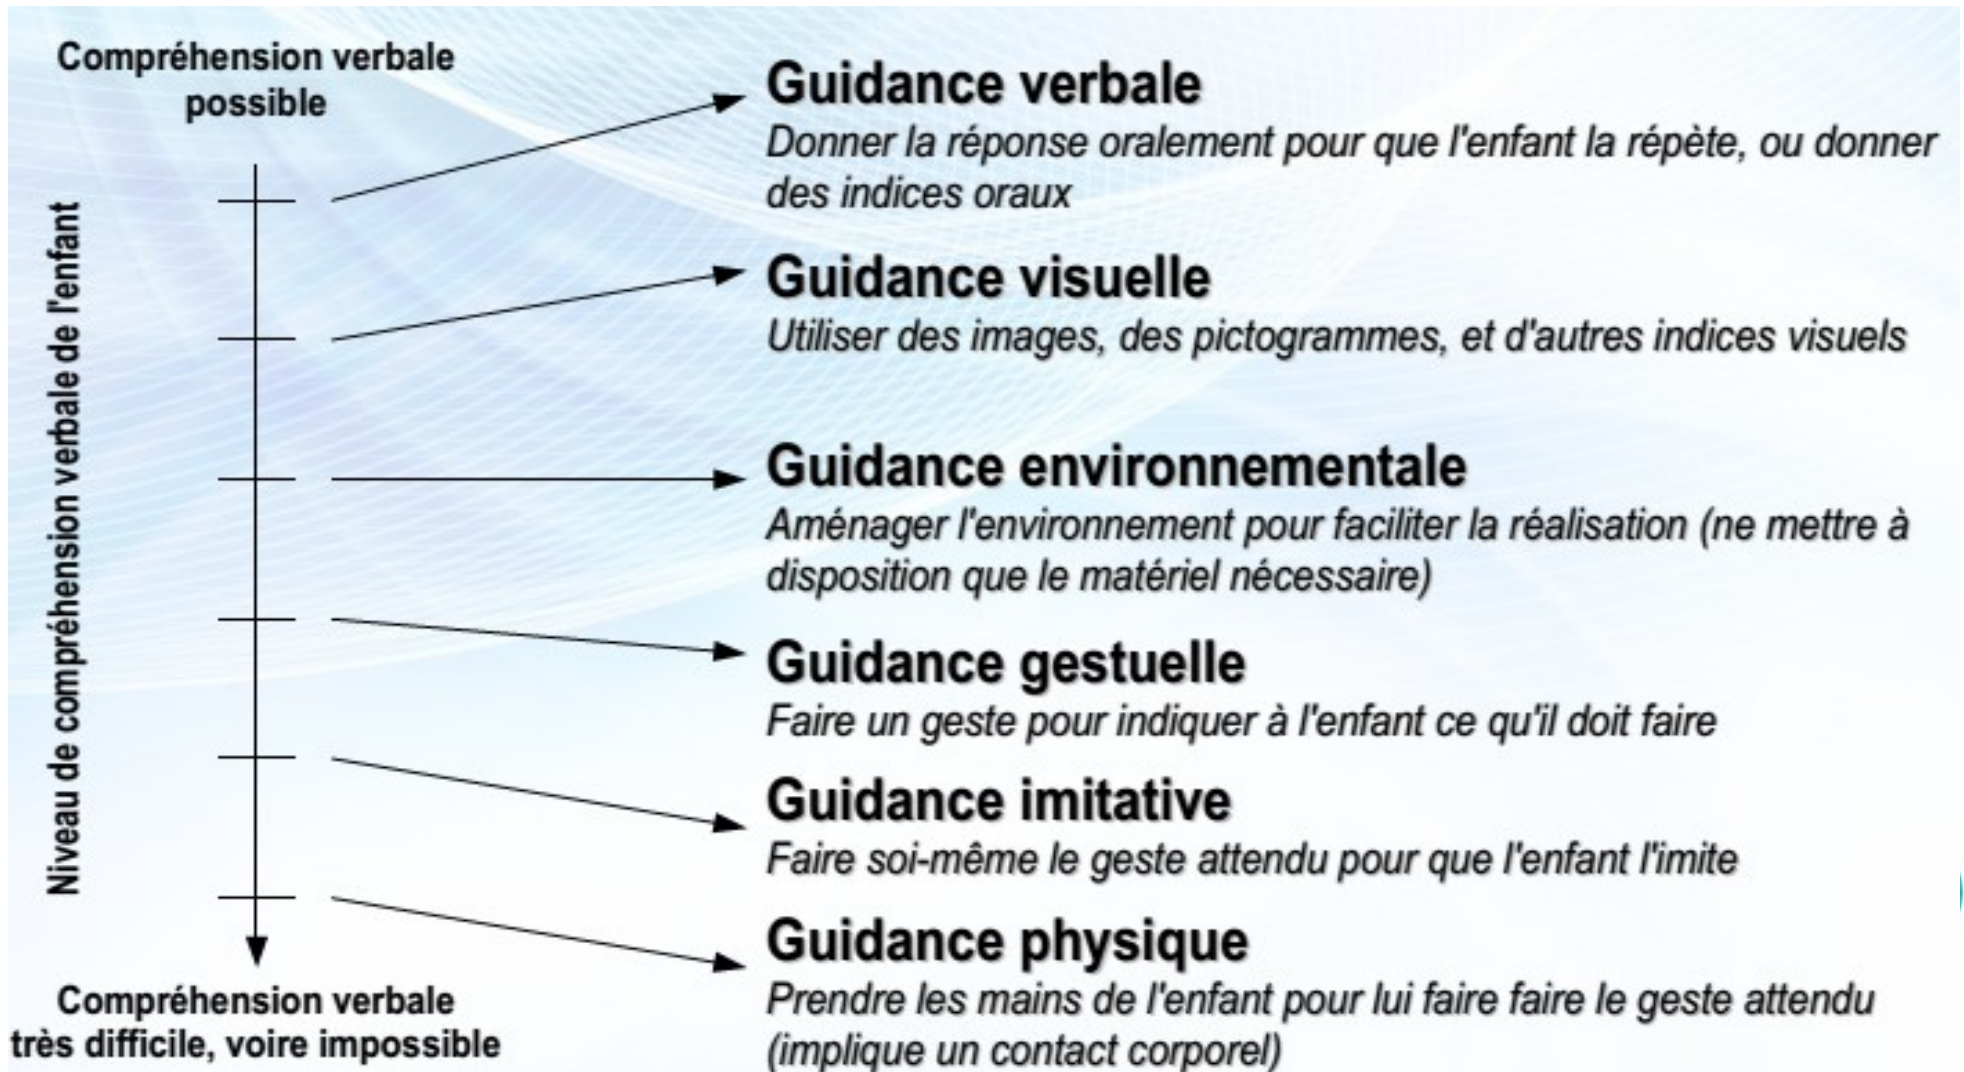 Compréhension verbale
possible
Niveau de compréhension verbale de l'enfant
Compréhension verbale
très difficile, voire impossible
Guidance verbale
Donner la réponse oralement pour que l'enfant la répète, ou donner
des indices oraux
Guidance visuelle
Utiliser des images, des pictogrammes, et d'autres indices visuels
Guidance environnementale
Aménager l'environnement pour faciliter la réalisation (ne mettre à
disposition que le matériel nécessaire)
Guidance gestuelle
Faire un geste pour indiquer à l'enfant ce qu'il doit faire
Guidance imitative
Faire soi-même le geste attendu pour que l'enfant l'imite
Guidance physique
Prendre les mains de l'enfant pour lui faire faire le geste attendu
(implique un contact corporel)